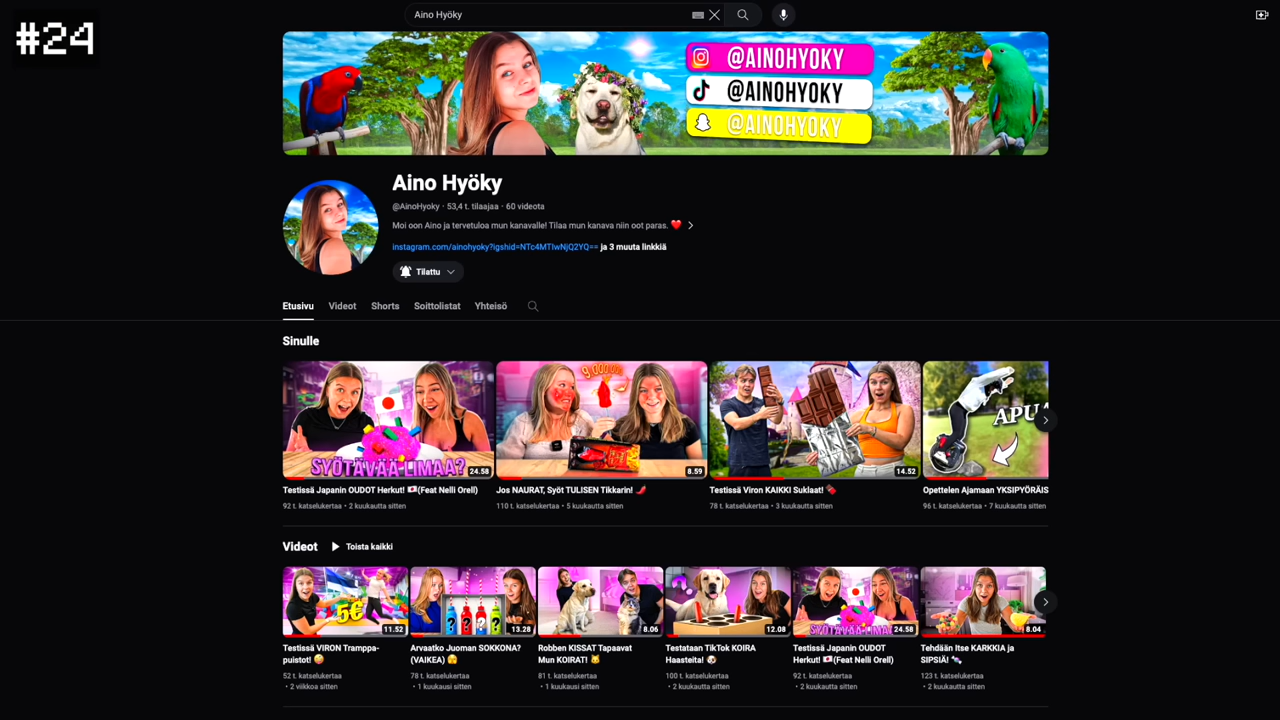 #24
Aino Hyöky
@AINOHYOKY
@AINOHYOKY
@AINOHYOKY
Aino Hyöky
@AinoHyoky · 53,4 t. tilaajaa · 60 videota
Moi oon Aino ja tervetuloa mun kanavalle! Tilaa mun kanava niin oot paras. ❤️
instagram.com/ainohyoky?igshid=NTc4MTIwNjQ2YQ== ja 3 muuta linkkiä
Tilattu
Etusivu Videot Shorts Soittolistat Yhteisö
Sinulle
SYÖTÄVÄÄ LIMAA?
24.58
9 000 000
8.59
14.52
APUA
Testissä Japanin OUDOT Herkut! 🇯🇵(Feat Nelli Orell)
92 t. katselukertaa • 2 kuukautta sitten
Jos NAURAT, Syöt TULISEN Tikkarin! 🌶️
110 t. katselukertaa • 5 kuukautta sitten
Testissä Viron KAIKKI Suklaat! 🍫
78 t. katselukertaa • 3 kuukautta sitten
Opettelen Ajamaan YKSIPYÖRÄIS
96 t. katselukertaa • 7 kuukautta sitten
Videot Toista kaikki
5€
11.52
? ? ? ?
13.28
8.06
12.08
SYÖTÄVÄÄ LIMAA?
24.58
8.04
Testissä VIRON Tramppa-
puistot! 🤪
52 t. katselukertaa
• 2 viikkoa sitten
Arvaatko Juoman SOKKONA?
(VAIKEA) 🫣
78 t. katselukertaa
• 1 kuukausi sitten
Robben KISSAT Tapaavat
Mun KOIRAT! 🐱
81 t. katselukertaa
• 1 kuukausi sitten
Testataan TikTok KOIRA
Haasteita! 🐶
100 t. katselukertaa
• 2 kuukautta sitten
Testissä Japanin OUDOT
Herkut! 🇯🇵(Feat Nelli Orell)
92 t. katselukertaa
• 2 kuukautta sitten
Tehdään Itse KARKKIA ja
SIPSIÄ! 🍬
123 t. katselukertaa
• 2 kuukautta sitten